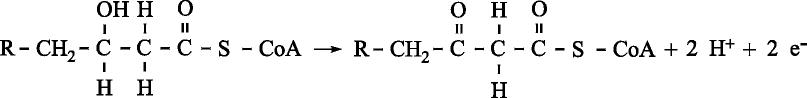 OH H O O H O
R – CH₂ – C – C – C – S – CoA → R – CH₂ – C – C – C – S – CoA + 2 H⁺ + 2 e⁻
H H H